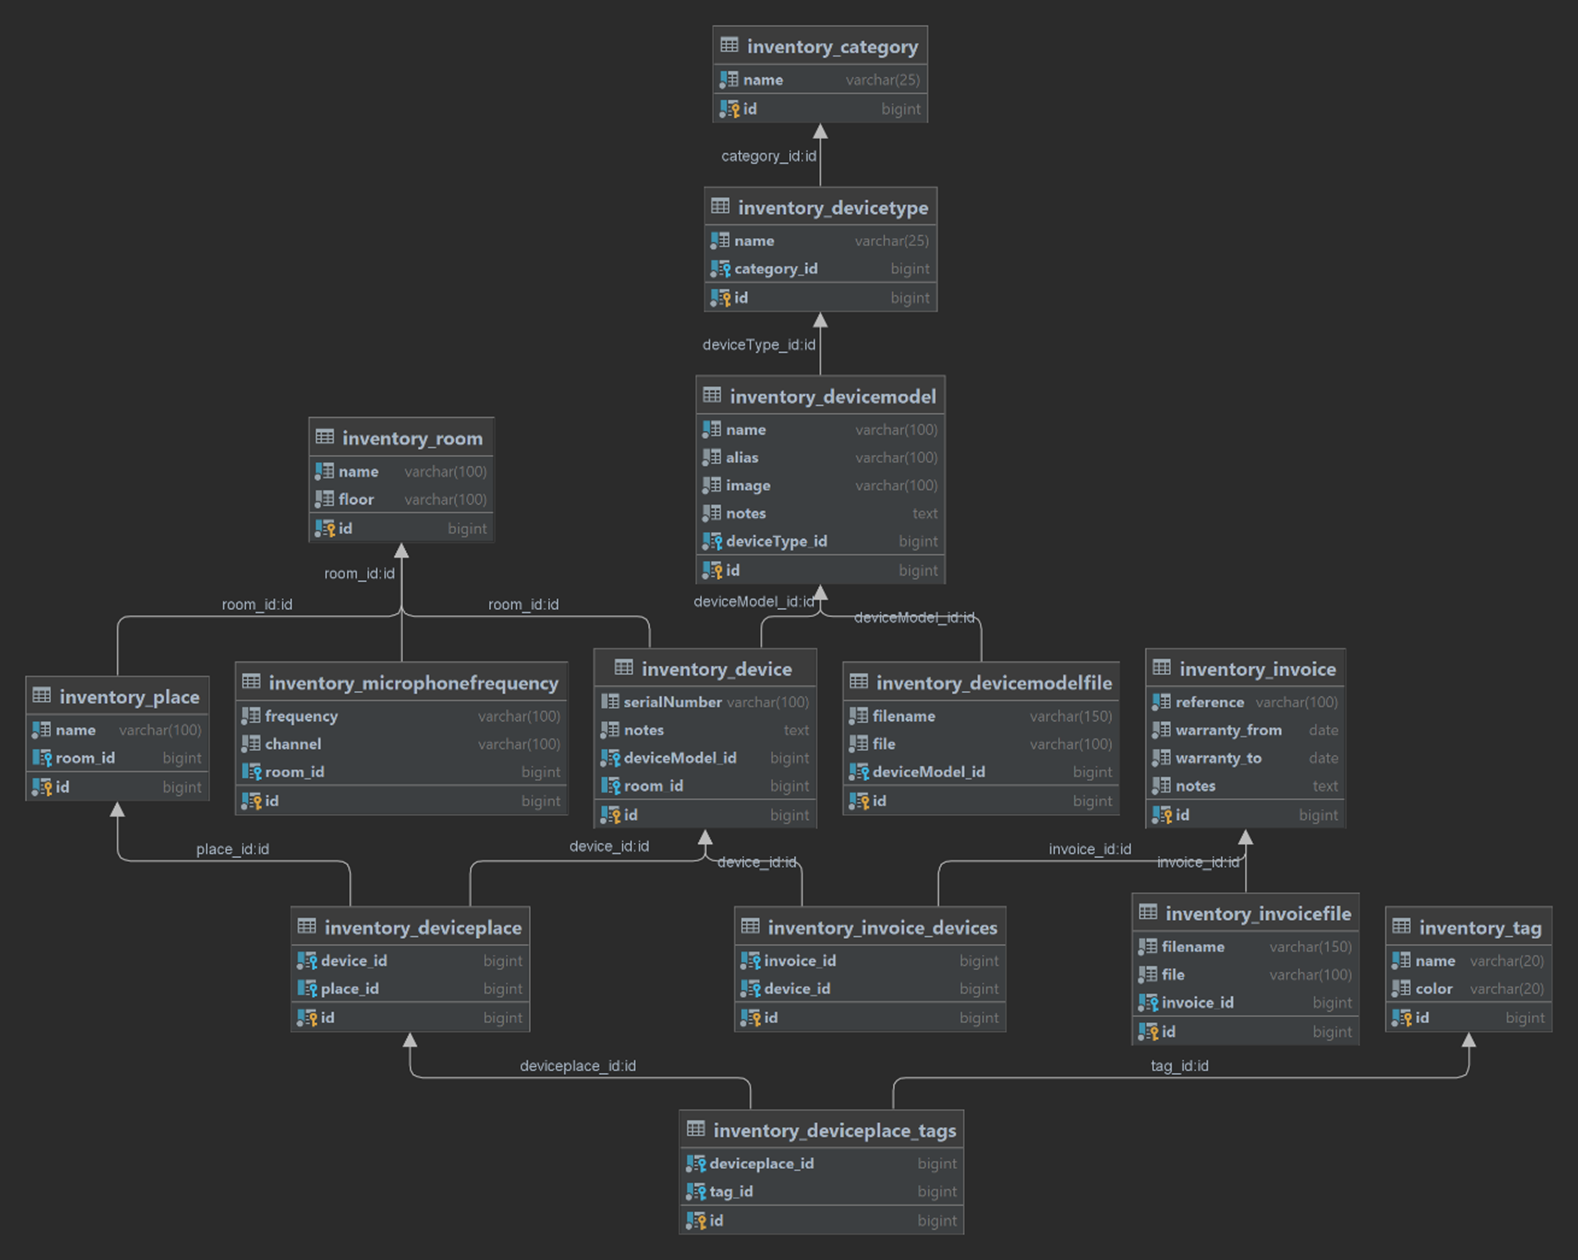 inventory_category
name varchar(25)
id bigint
category_id:id
inventory_devicetype
name varchar(25)
category_id bigint
id bigint
deviceType_id:id
inventory_devicemodel
name varchar(100)
alias varchar(100)
image varchar(100)
notes text
deviceType_id bigint
id bigint
inventory_room
name varchar(100)
floor varchar(100)
id bigint
room_id:id
room_id:id
room_id:id
deviceModel_id:id
deviceModel_id:id
inventory_place
name varchar(100)
room_id bigint
id bigint
inventory_microphonefrequency
frequency varchar(100)
channel varchar(100)
room_id bigint
id bigint
inventory_device
serialNumber varchar(100)
notes text
deviceModel_id bigint
room_id bigint
id bigint
inventory_devicemodelfile
filename varchar(150)
file varchar(100)
deviceModel_id bigint
id bigint
inventory_invoice
reference varchar(100)
warranty_from date
warranty_to date
notes text
id bigint
place_id:id
device_id:id
device_id:id
invoice_id:id
invoice_id:id
inventory_deviceplace
device_id bigint
place_id bigint
id bigint
inventory_invoice_devices
invoice_id bigint
device_id bigint
id bigint
inventory_invoicefile
filename varchar(150)
file varchar(100)
invoice_id bigint
id bigint
inventory_tag
name varchar(20)
color varchar(20)
id bigint
deviceplace_id:id
tag_id:id
inventory_deviceplace_tags
deviceplace_id bigint
tag_id bigint
id bigint